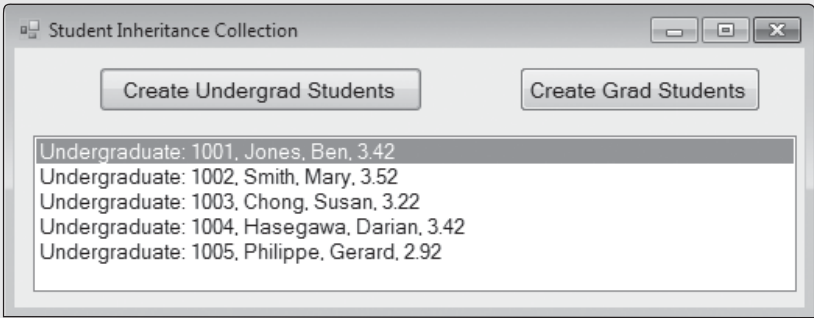 Student Inheritance Collection
Create Undergrad Students
Create Grad Students
Undergraduate: 1001, Jones, Ben, 3.42
Undergraduate: 1002, Smith, Mary, 3.52
Undergraduate: 1003, Chong, Susan, 3.22
Undergraduate: 1004, Hasegawa, Darian, 3.42
Undergraduate: 1005, Philippe, Gerard, 2.92